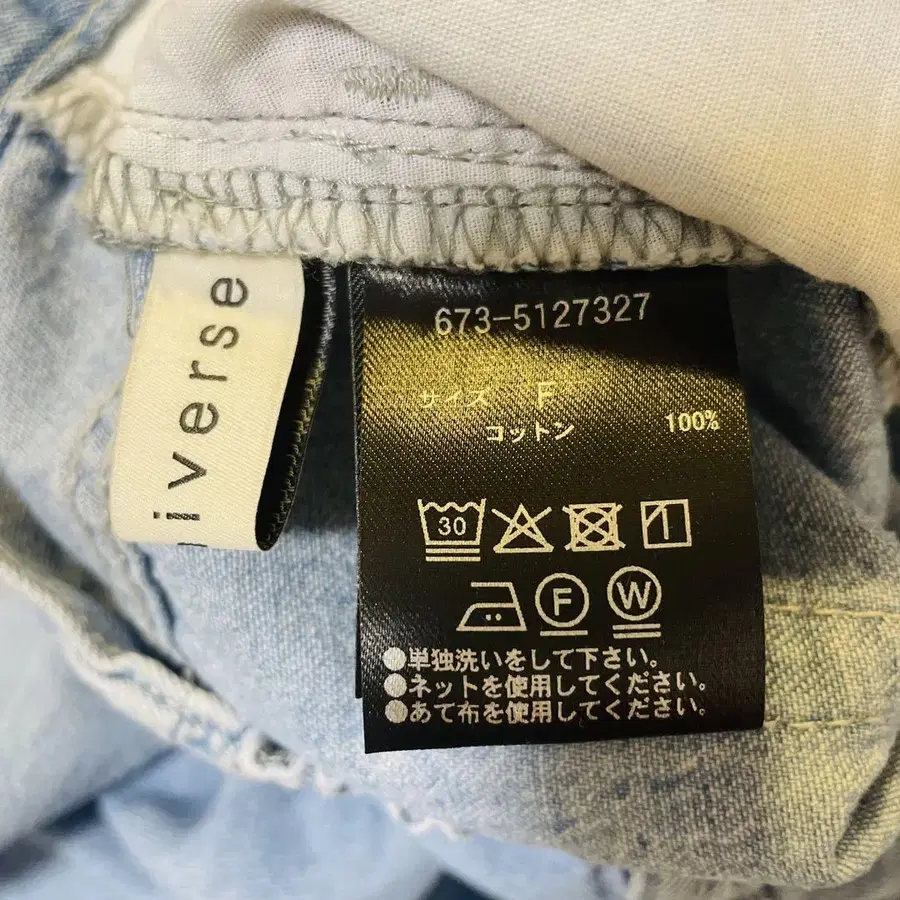 iverse
673-5127327
サイズ F
コットン 100%
30
F W
●単独洗いをして下さい。
●ネットを使用してください。
●あて布を使用してください。